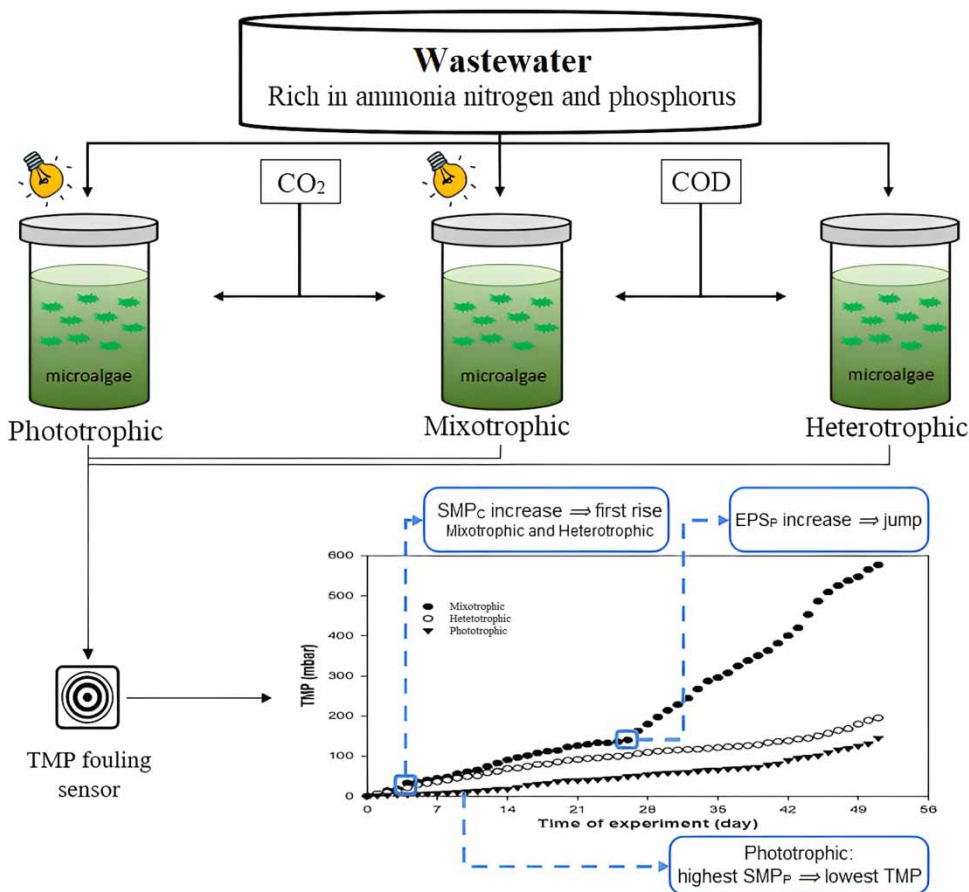 Wastewater
Rich in ammonia nitrogen and phosphorus
CO₂
COD
microalgae
microalgae
microalgae
Phototrophic
Mixotrophic
Heterotrophic
SMPC increase ⇒ first rise
Mixotrophic and Heterotrophic
EPSP increase ⇒ jump
600
500
400
300
200
100
0
TMP (mbar)
Mixotrophic
Hetetotrophic
Phototrophic
0 7 14 21 28 35 42 49 56
Time of experiment (day)
TMP fouling
sensor
Phototrophic:
highest SMPP ⇒ lowest TMP